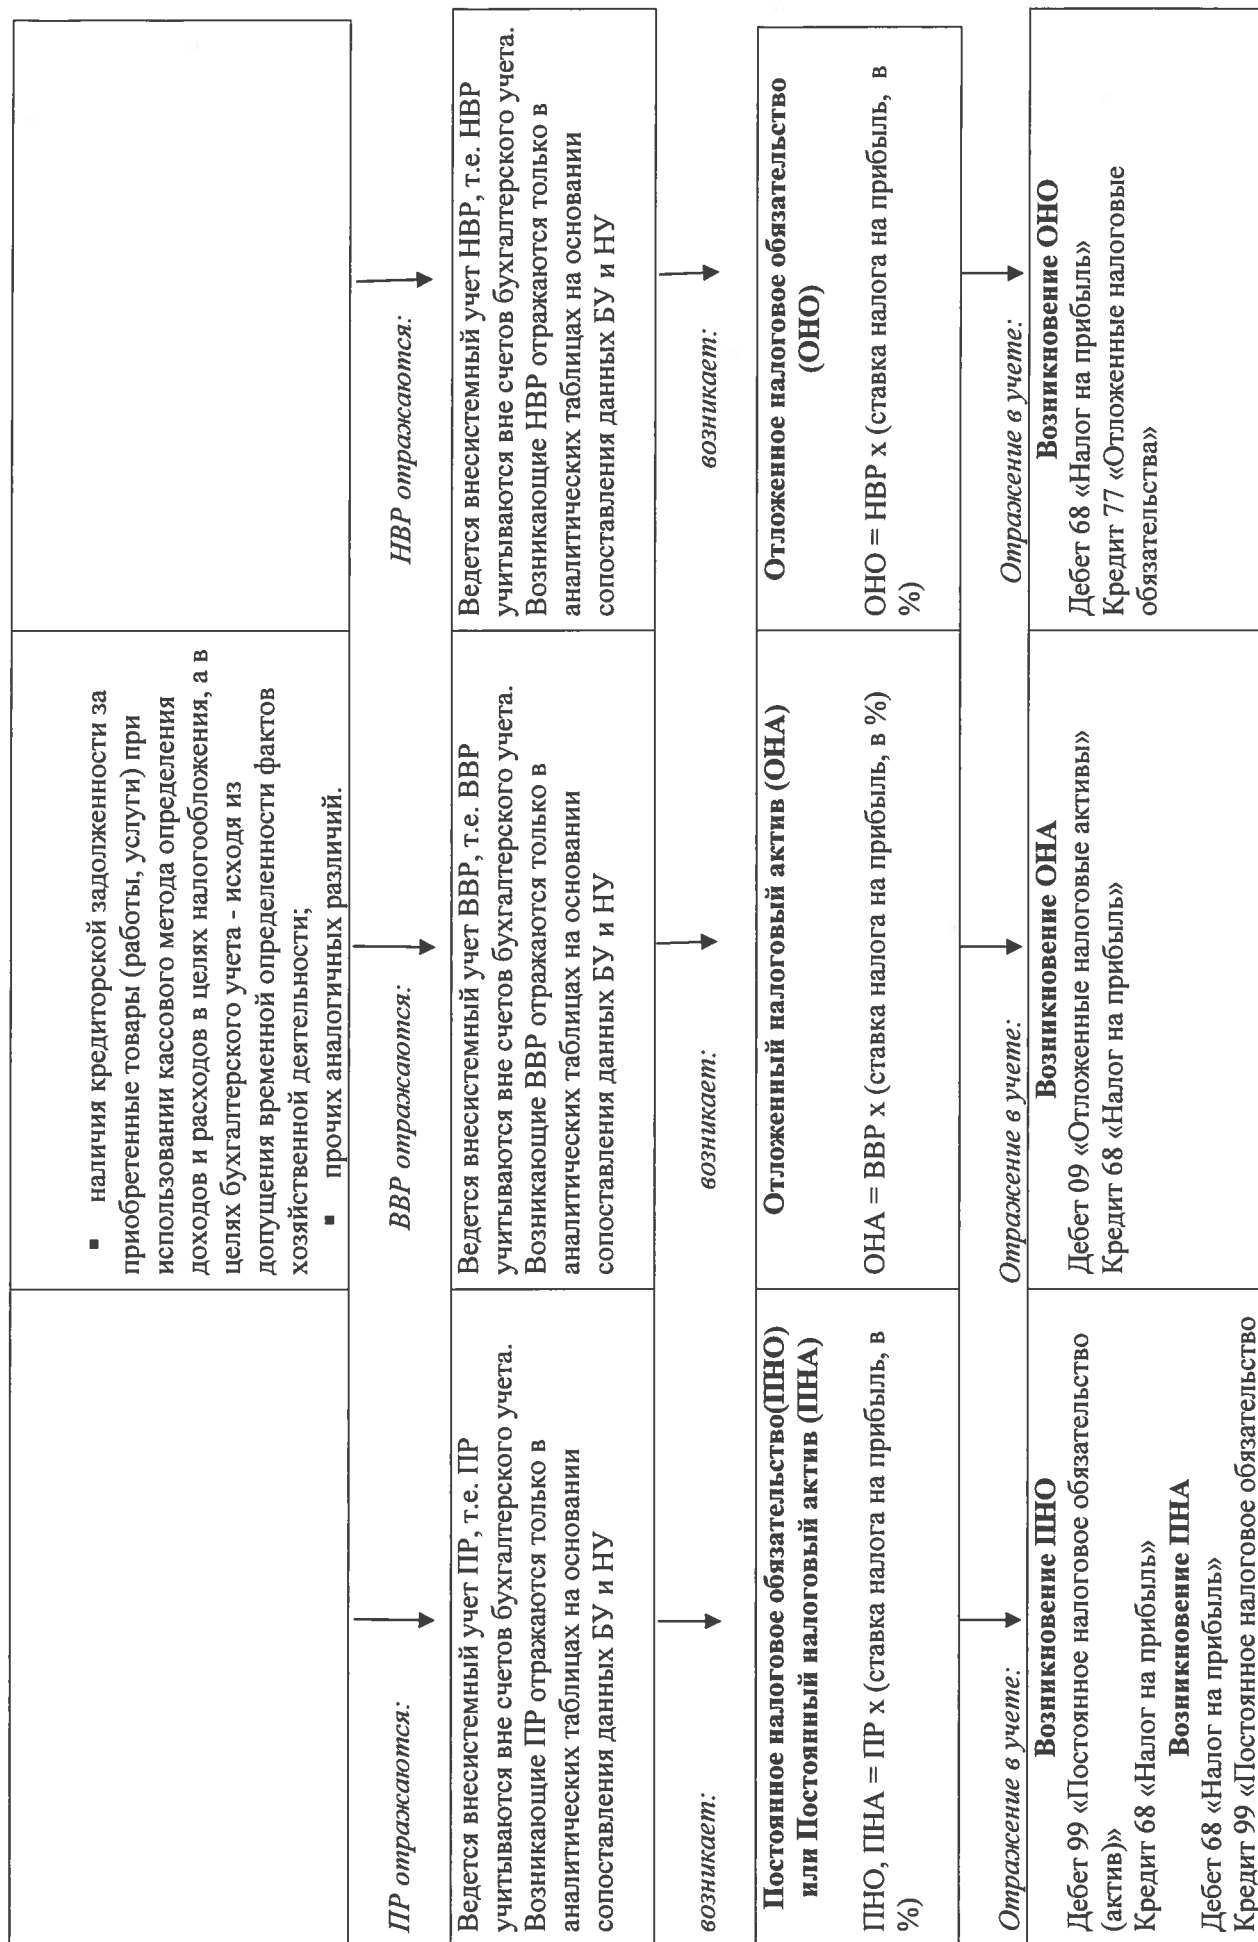 ▪ наличия кредиторской задолженности за
приобретенные товары (работы, услуги) при
использовании кассового метода определения
доходов и расходов в целях налогообложения, а в
целях бухгалтерского учета - исходя из
допущения временной определенности фактов
хозяйственной деятельности;
▪ прочих аналогичных различий.
ПР отражаются:
ВВР отражаются:
НВР отражаются:
Ведется внесистемный учет ПР, т.е. ПР
учитываются вне счетов бухгалтерского учета.
Возникающие ПР отражаются только в
аналитических таблицах на основании
сопоставления данных БУ и НУ
Ведется внесистемный учет ВВР, т.е. ВВР
учитываются вне счетов бухгалтерского учета.
Возникающие ВВР отражаются только в
аналитических таблицах на основании
сопоставления данных БУ и НУ
Ведется внесистемный учет НВР, т.е. НВР
учитываются вне счетов бухгалтерского учета.
Возникающие НВР отражаются только в
аналитических таблицах на основании
сопоставления данных БУ и НУ
возникает:
возникает:
возникает:
Постоянное налоговое обязательство(ПНО)
или Постоянный налоговый актив (ПНА)
ПНО, ПНА = ПР х (ставка налога на прибыль, в
%)
Отложенный налоговый актив (ОНА)
ОНА = ВВР х (ставка налога на прибыль, в %)
Отложенное налоговое обязательство
(ОНО)
ОНО = НВР х (ставка налога на прибыль, в
%)
Отражение в учете:
Отражение в учете:
Отражение в учете:
Возникновение ПНО
Дебет 99 «Постоянное налоговое обязательство
(актив)»
Кредит 68 «Налог на прибыль»
Возникновение ПНА
Дебет 68 «Налог на прибыль»
Кредит 99 «Постоянное налоговое обязательство
Возникновение ОНА
Дебет 09 «Отложенные налоговые активы»
Кредит 68 «Налог на прибыль»
Возникновение ОНО
Дебет 68 «Налог на прибыль»
Кредит 77 «Отложенные налоговые
обязательства»